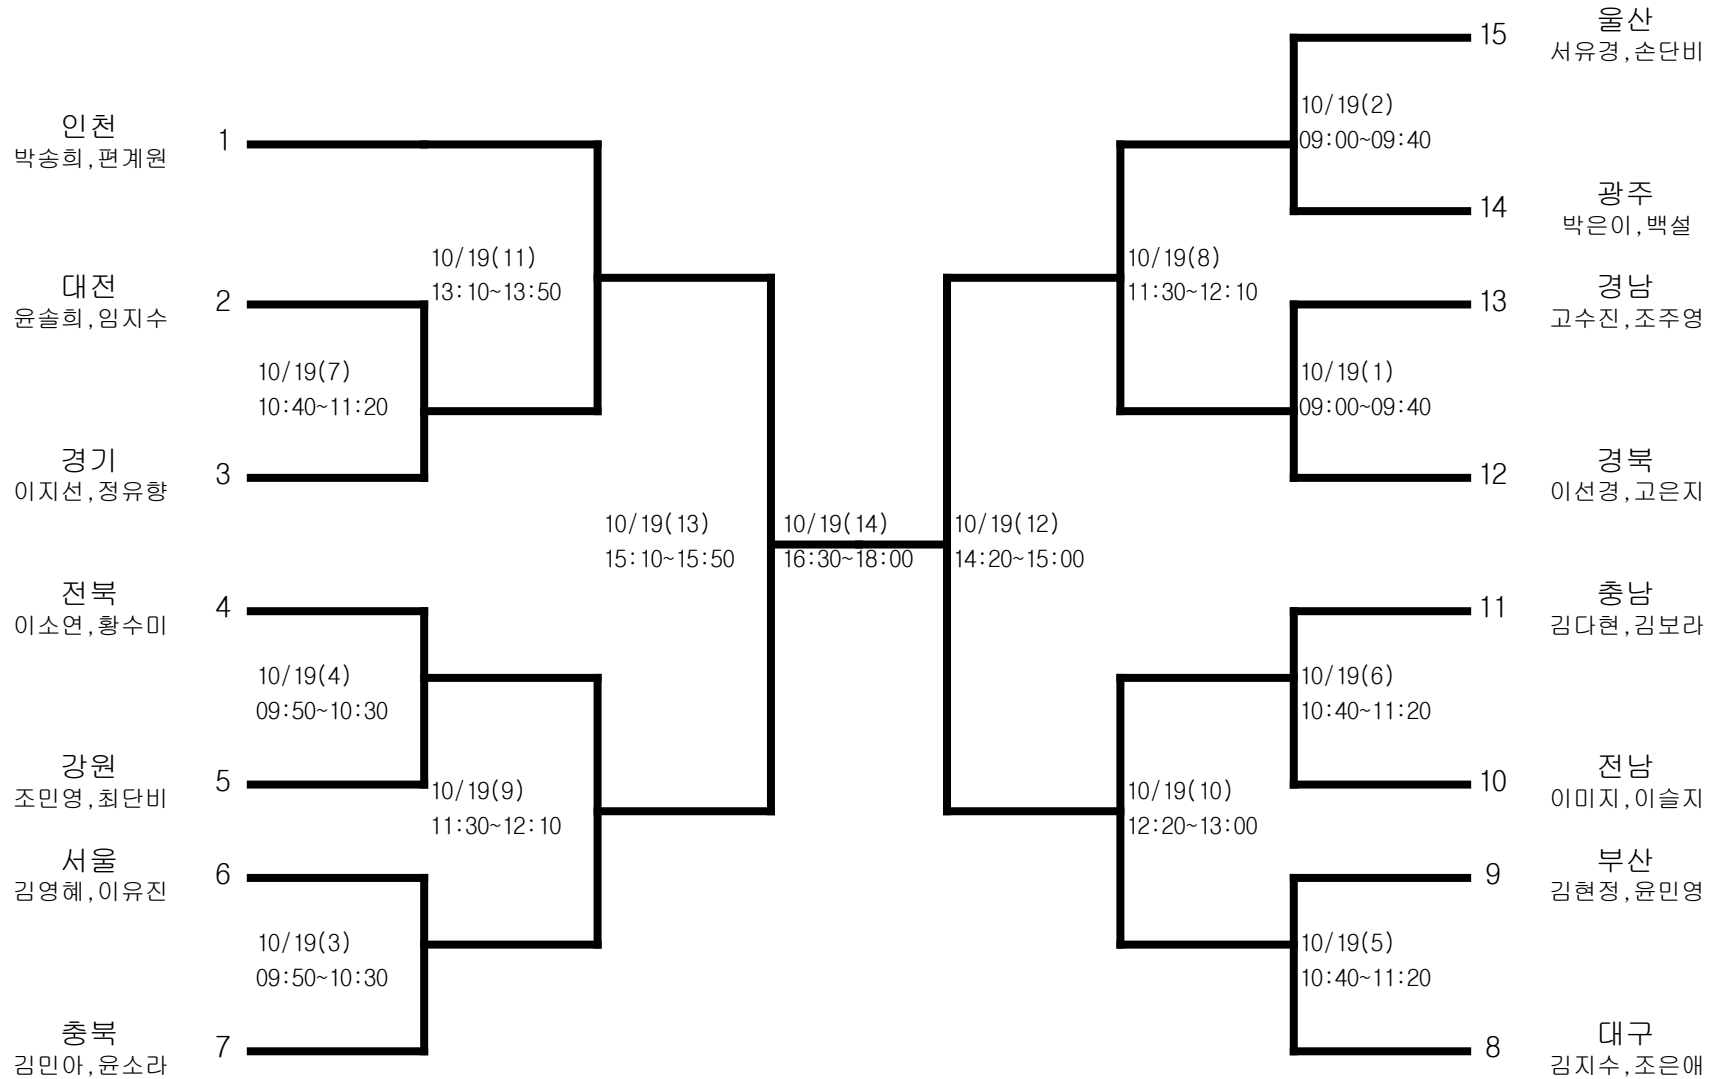 인천
박송희,편계원
1
대전
윤솔희,임지수
2
10/19(7)
10:40~11:20
경기
이지선,정유향
3
10/19(11)
13:10~13:50
전북
이소연,황수미
4
10/19(4)
09:50~10:30
강원
조민영,최단비
5
10/19(9)
11:30~12:10
서울
김영혜,이유진
6
10/19(3)
09:50~10:30
충북
김민아,윤소라
7
10/19(13)
15:10~15:50
10/19(14)
16:30~18:00
10/19(12)
14:20~15:00
15
울산
서유경,손단비
10/19(2)
09:00~09:40
14
광주
박은이,백설
10/19(8)
11:30~12:10
13
경남
고수진,조주영
10/19(1)
09:00~09:40
12
경북
이선경,고은지
11
충남
김다현,김보라
10/19(6)
10:40~11:20
10
전남
이미지,이슬지
10/19(10)
12:20~13:00
9
부산
김현정,윤민영
10/19(5)
10:40~11:20
8
대구
김지수,조은애